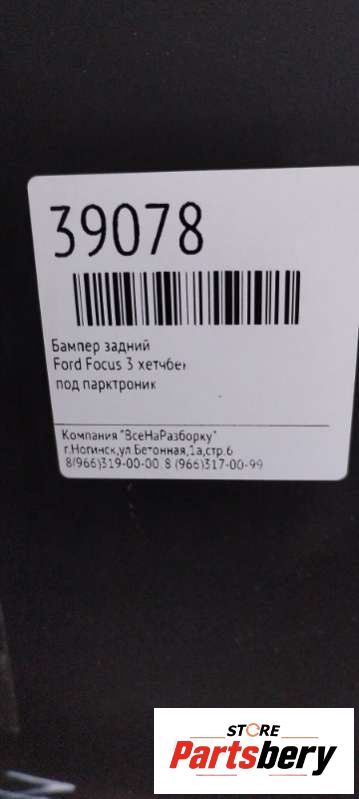 39078
Бампер задний
Ford Focus 3 хетчбек
под парктроник
Компания "ВсеНаРазборку"
г.Ногинск,ул.Бетонная,1а,стр.6
8(966)319-00-00 8 (966)317-00-99
STORE
Partsbery